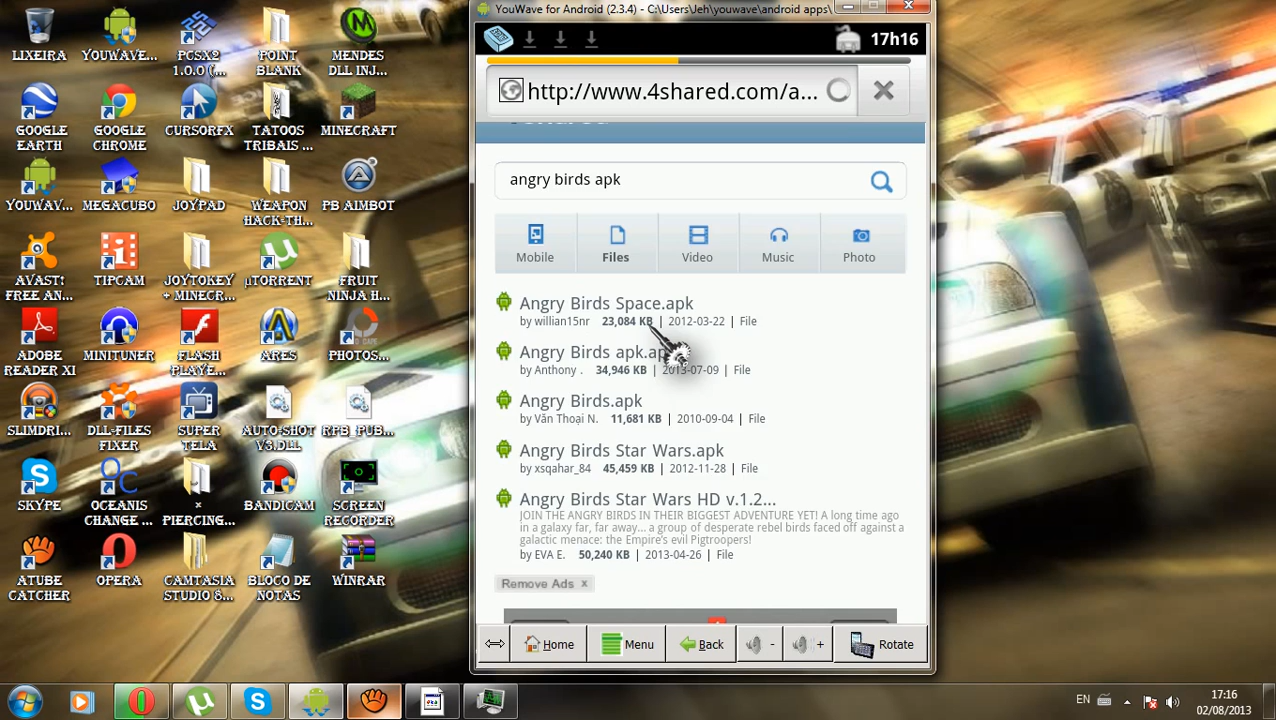 LIXEIRA
YOUWAVE...
PCSX2
1.0.0 (...
POINT
BLANK
MENDES
DLL INJ...
GOOGLE
EARTH
GOOGLE
CHROME
CURSORFX
TATOOS
TRIBAIS ...
MINECRAFT
YOUWAV...
MEGACUBO
JOYPAD
WEAPON
HACK-TH...
PB AIMBOT
AVAST!
FREE AN...
TIPCAM
JOYTOKEY
+ MINECR...
µTORRENT
FRUIT
NINJA H...
ADOBE
READER XI
MINITUNER
FLASH
PLAYE...
ARES
PHOTOS...
SLIMDRI...
DLL-FILES
FIXER
SUPER
TELA
AUTO-SHOT
V3.DLL
RPB_PUB...
SKYPE
OCEANIS
CHANGE ...
×
PIERCING...
BANDICAM
SCREEN
RECORDER
ATUBE
CATCHER
OPERA
CAMTASIA
STUDIO 8...
BLOCO DE
NOTAS
WINRAR
YouWave for Android (2.3.4) - C:\Users\Jeh\youwave\android apps\
17h16
http://www.4shared.com/a...
angry birds apk
Mobile Files Video Music Photo
Angry Birds Space.apk
by willian15nr 23,084 KB | 2012-03-22 | File
Angry Birds apk.ap
by Anthony . 34,946 KB | 2013-07-09 | File
Angry Birds.apk
by Văn Thoại N. 11,681 KB | 2010-09-04 | File
Angry Birds Star Wars.apk
by xsqahar_84 45,459 KB | 2012-11-28 | File
Angry Birds Star Wars HD v.1.2...
JOIN THE ANGRY BIRDS IN THEIR BIGGEST ADVENTURE YET! A long time ago
in a galaxy far, far away... a group of desperate rebel birds faced off against a
galactic menace: the Empire's evil Pigtroopers!
by EVA E. 50,240 KB | 2013-04-26 | File
Remove Ads x
Home Menu Back - + Rotate
EN
17:16
02/08/2013